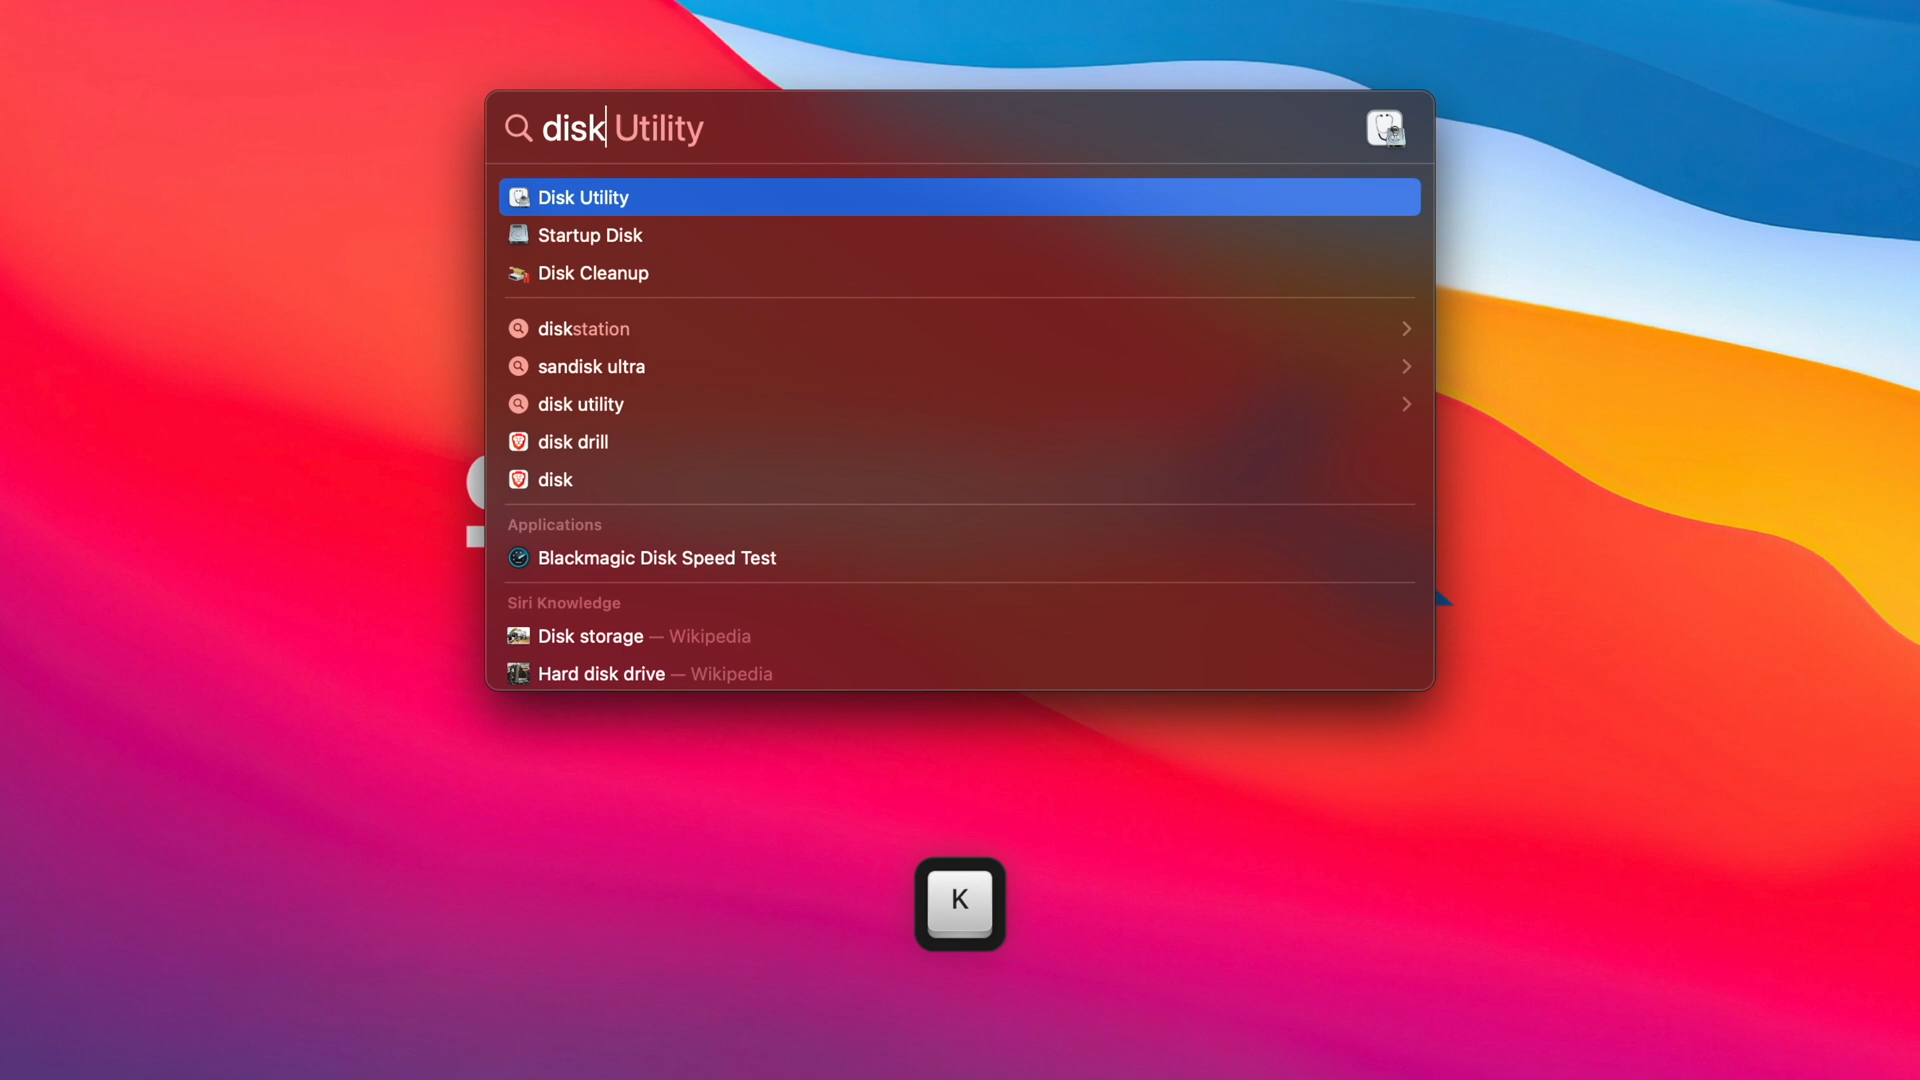 disk Utility
Disk Utility
Startup Disk
Disk Cleanup
diskstation
sandisk ultra
disk utility
disk drill
disk
Applications
Blackmagic Disk Speed Test
Siri Knowledge
Disk storage — Wikipedia
Hard disk drive — Wikipedia
K